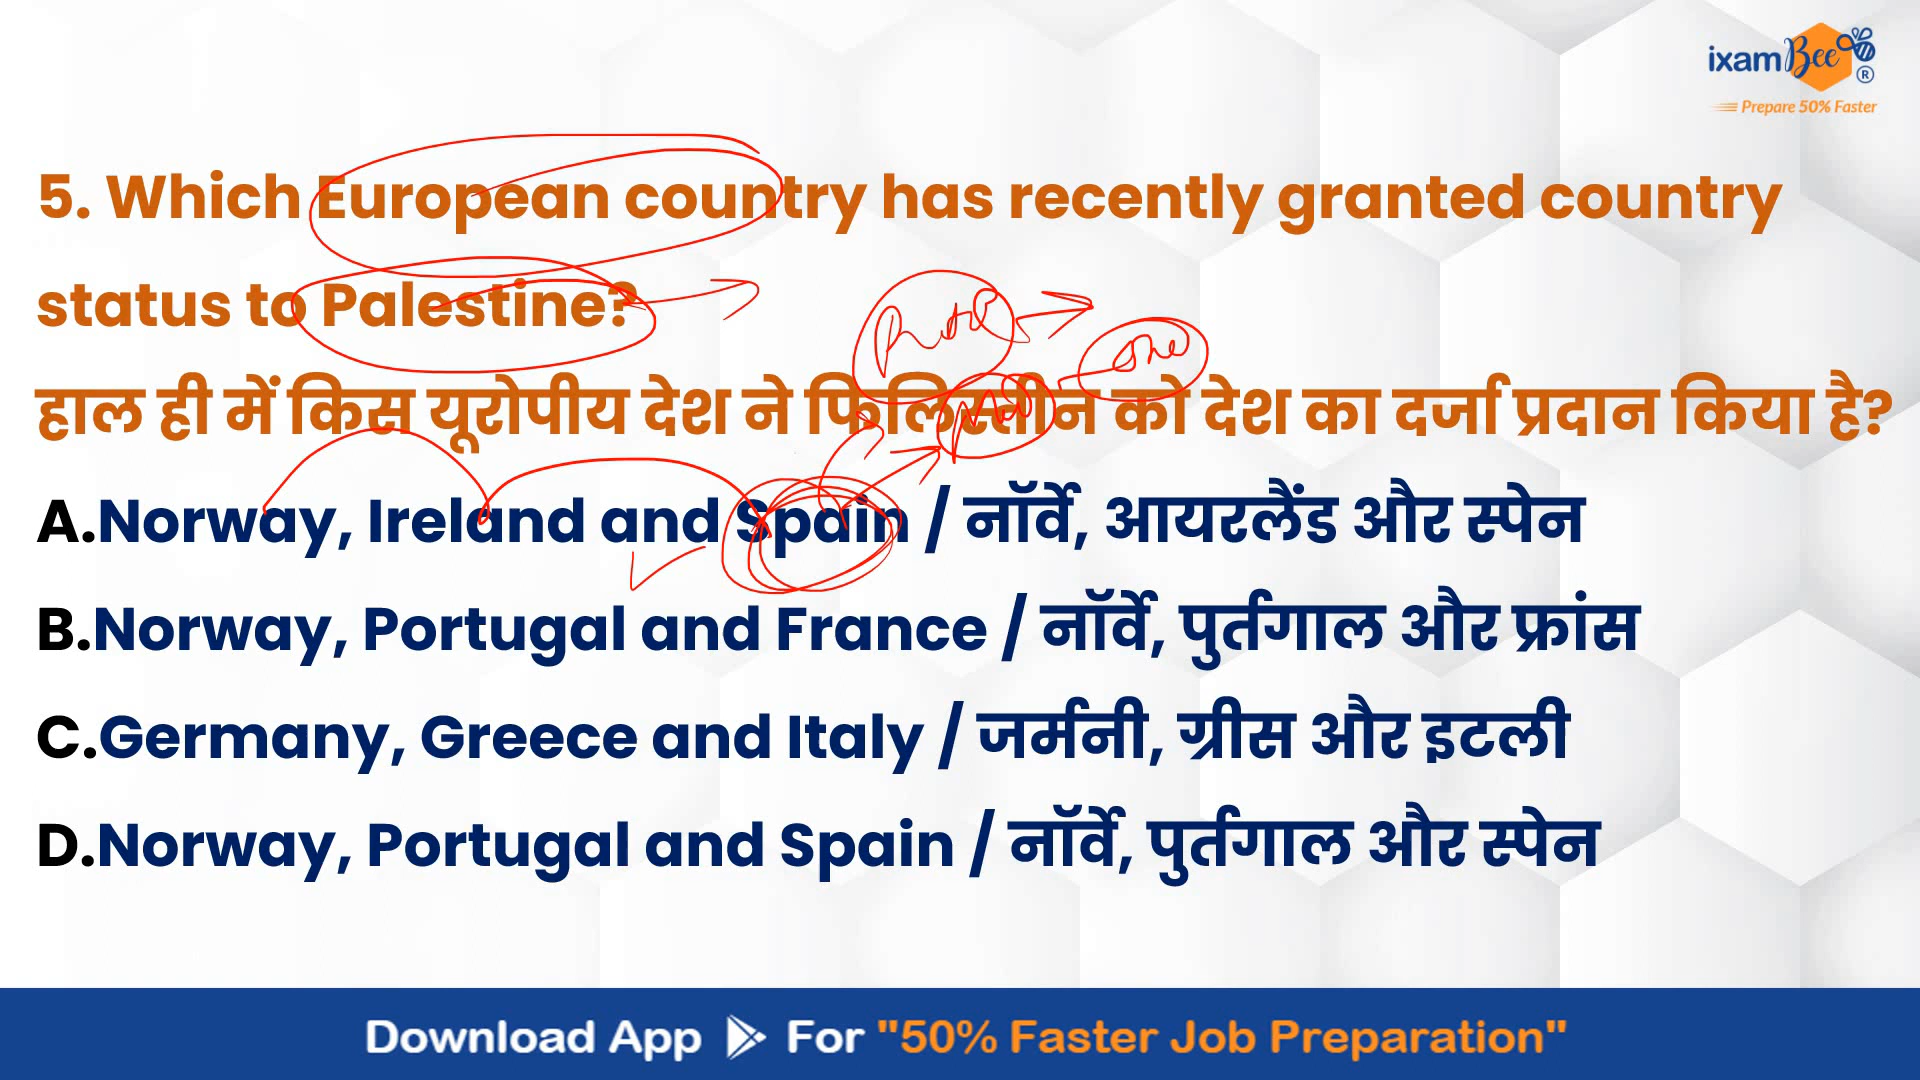 ixamBee®
Prepare 50% Faster
5. Which European country has recently granted country
status to Palestine?
हाल ही में किस यूरोपीय देश ने फिलिस्तीन को देश का दर्जा प्रदान किया है?
A.Norway, Ireland and Spain / नॉर्वे, आयरलैंड और स्पेन
B.Norway, Portugal and France / नॉर्वे, पुर्तगाल और फ्रांस
C.Germany, Greece and Italy / जर्मनी, ग्रीस और इटली
D.Norway, Portugal and Spain / नॉर्वे, पुर्तगाल और स्पेन
Download App For "50% Faster Job Preparation"